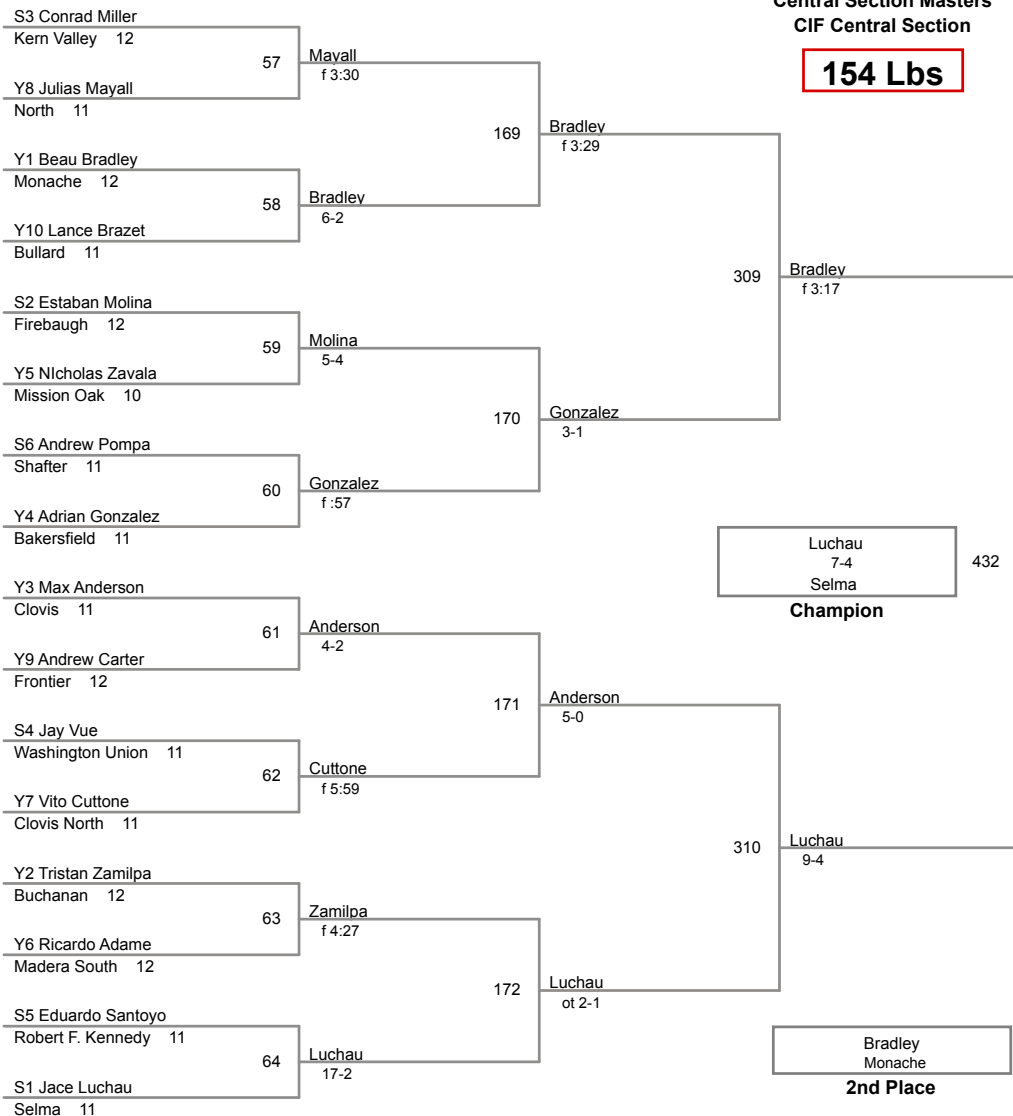 Central Section Masters
CIF Central Section
154 Lbs
S3 Conrad Miller
Kern Valley 12
57
Mayall
f 3:30
Y8 Julias Mayall
North 11
169
Bradley
f 3:29
Y1 Beau Bradley
Monache 12
58
Bradley
6-2
Y10 Lance Brazet
Bullard 11
309
Bradley
f 3:17
S2 Estaban Molina
Firebaugh 12
59
Molina
5-4
Y5 NIcholas Zavala
Mission Oak 10
170
Gonzalez
3-1
S6 Andrew Pompa
Shafter 11
60
Gonzalez
f :57
Y4 Adrian Gonzalez
Bakersfield 11
Luchau
7-4
Selma
432
Champion
Y3 Max Anderson
Clovis 11
61
Anderson
4-2
Y9 Andrew Carter
Frontier 12
171
Anderson
5-0
S4 Jay Vue
Washington Union 11
62
Cuttone
f 5:59
Y7 Vito Cuttone
Clovis North 11
310
Luchau
9-4
Y2 Tristan Zamilpa
Buchanan 12
63
Zamilpa
f 4:27
Y6 Ricardo Adame
Madera South 12
172
Luchau
ot 2-1
S5 Eduardo Santoyo
Robert F. Kennedy 11
64
Luchau
17-2
S1 Jace Luchau
Selma 11
Bradley
Monache
2nd Place